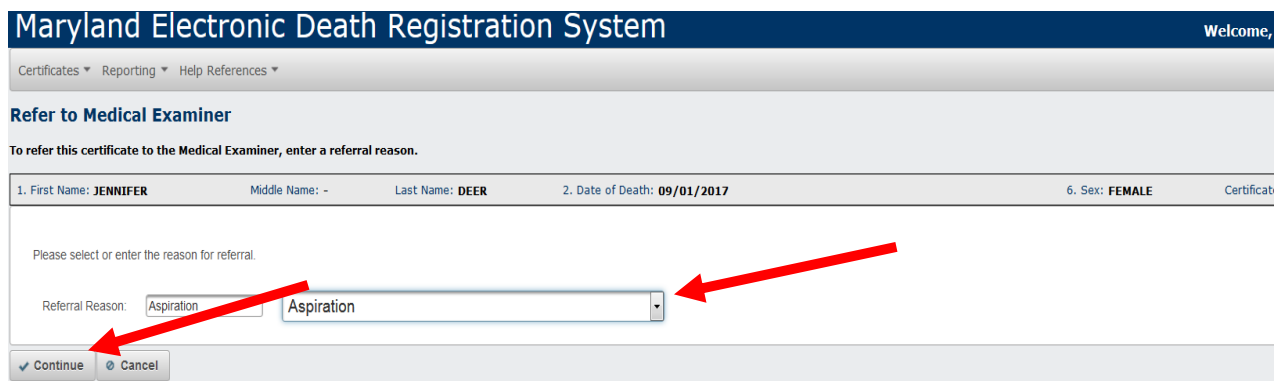 Maryland Electronic Death Registration System Welcome,
Certificates Reporting Help References
Refer to Medical Examiner
To refer this certificate to the Medical Examiner, enter a referral reason.
1. First Name: JENNIFER Middle Name: - Last Name: DEER 2. Date of Death: 09/01/2017 6. Sex: FEMALE
Please select or enter the reason for referral.
Referral Reason: Aspiration Aspiration
Continue Cancel